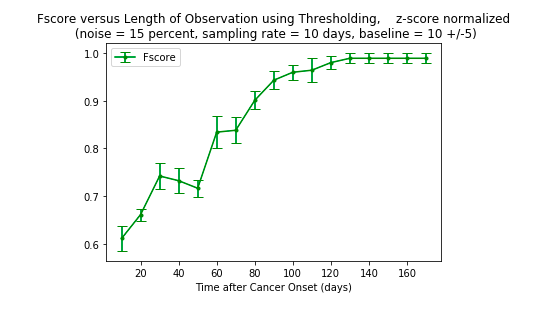 Fscore versus Length of Observation using Thresholding,    z-score normalized
(noise = 15 percent, sampling rate = 10 days, baseline = 10 +/-5)
Fscore
1.0
0.9
0.8
0.7
0.6
20 40 60 80 100 120 140 160
Time after Cancer Onset (days)